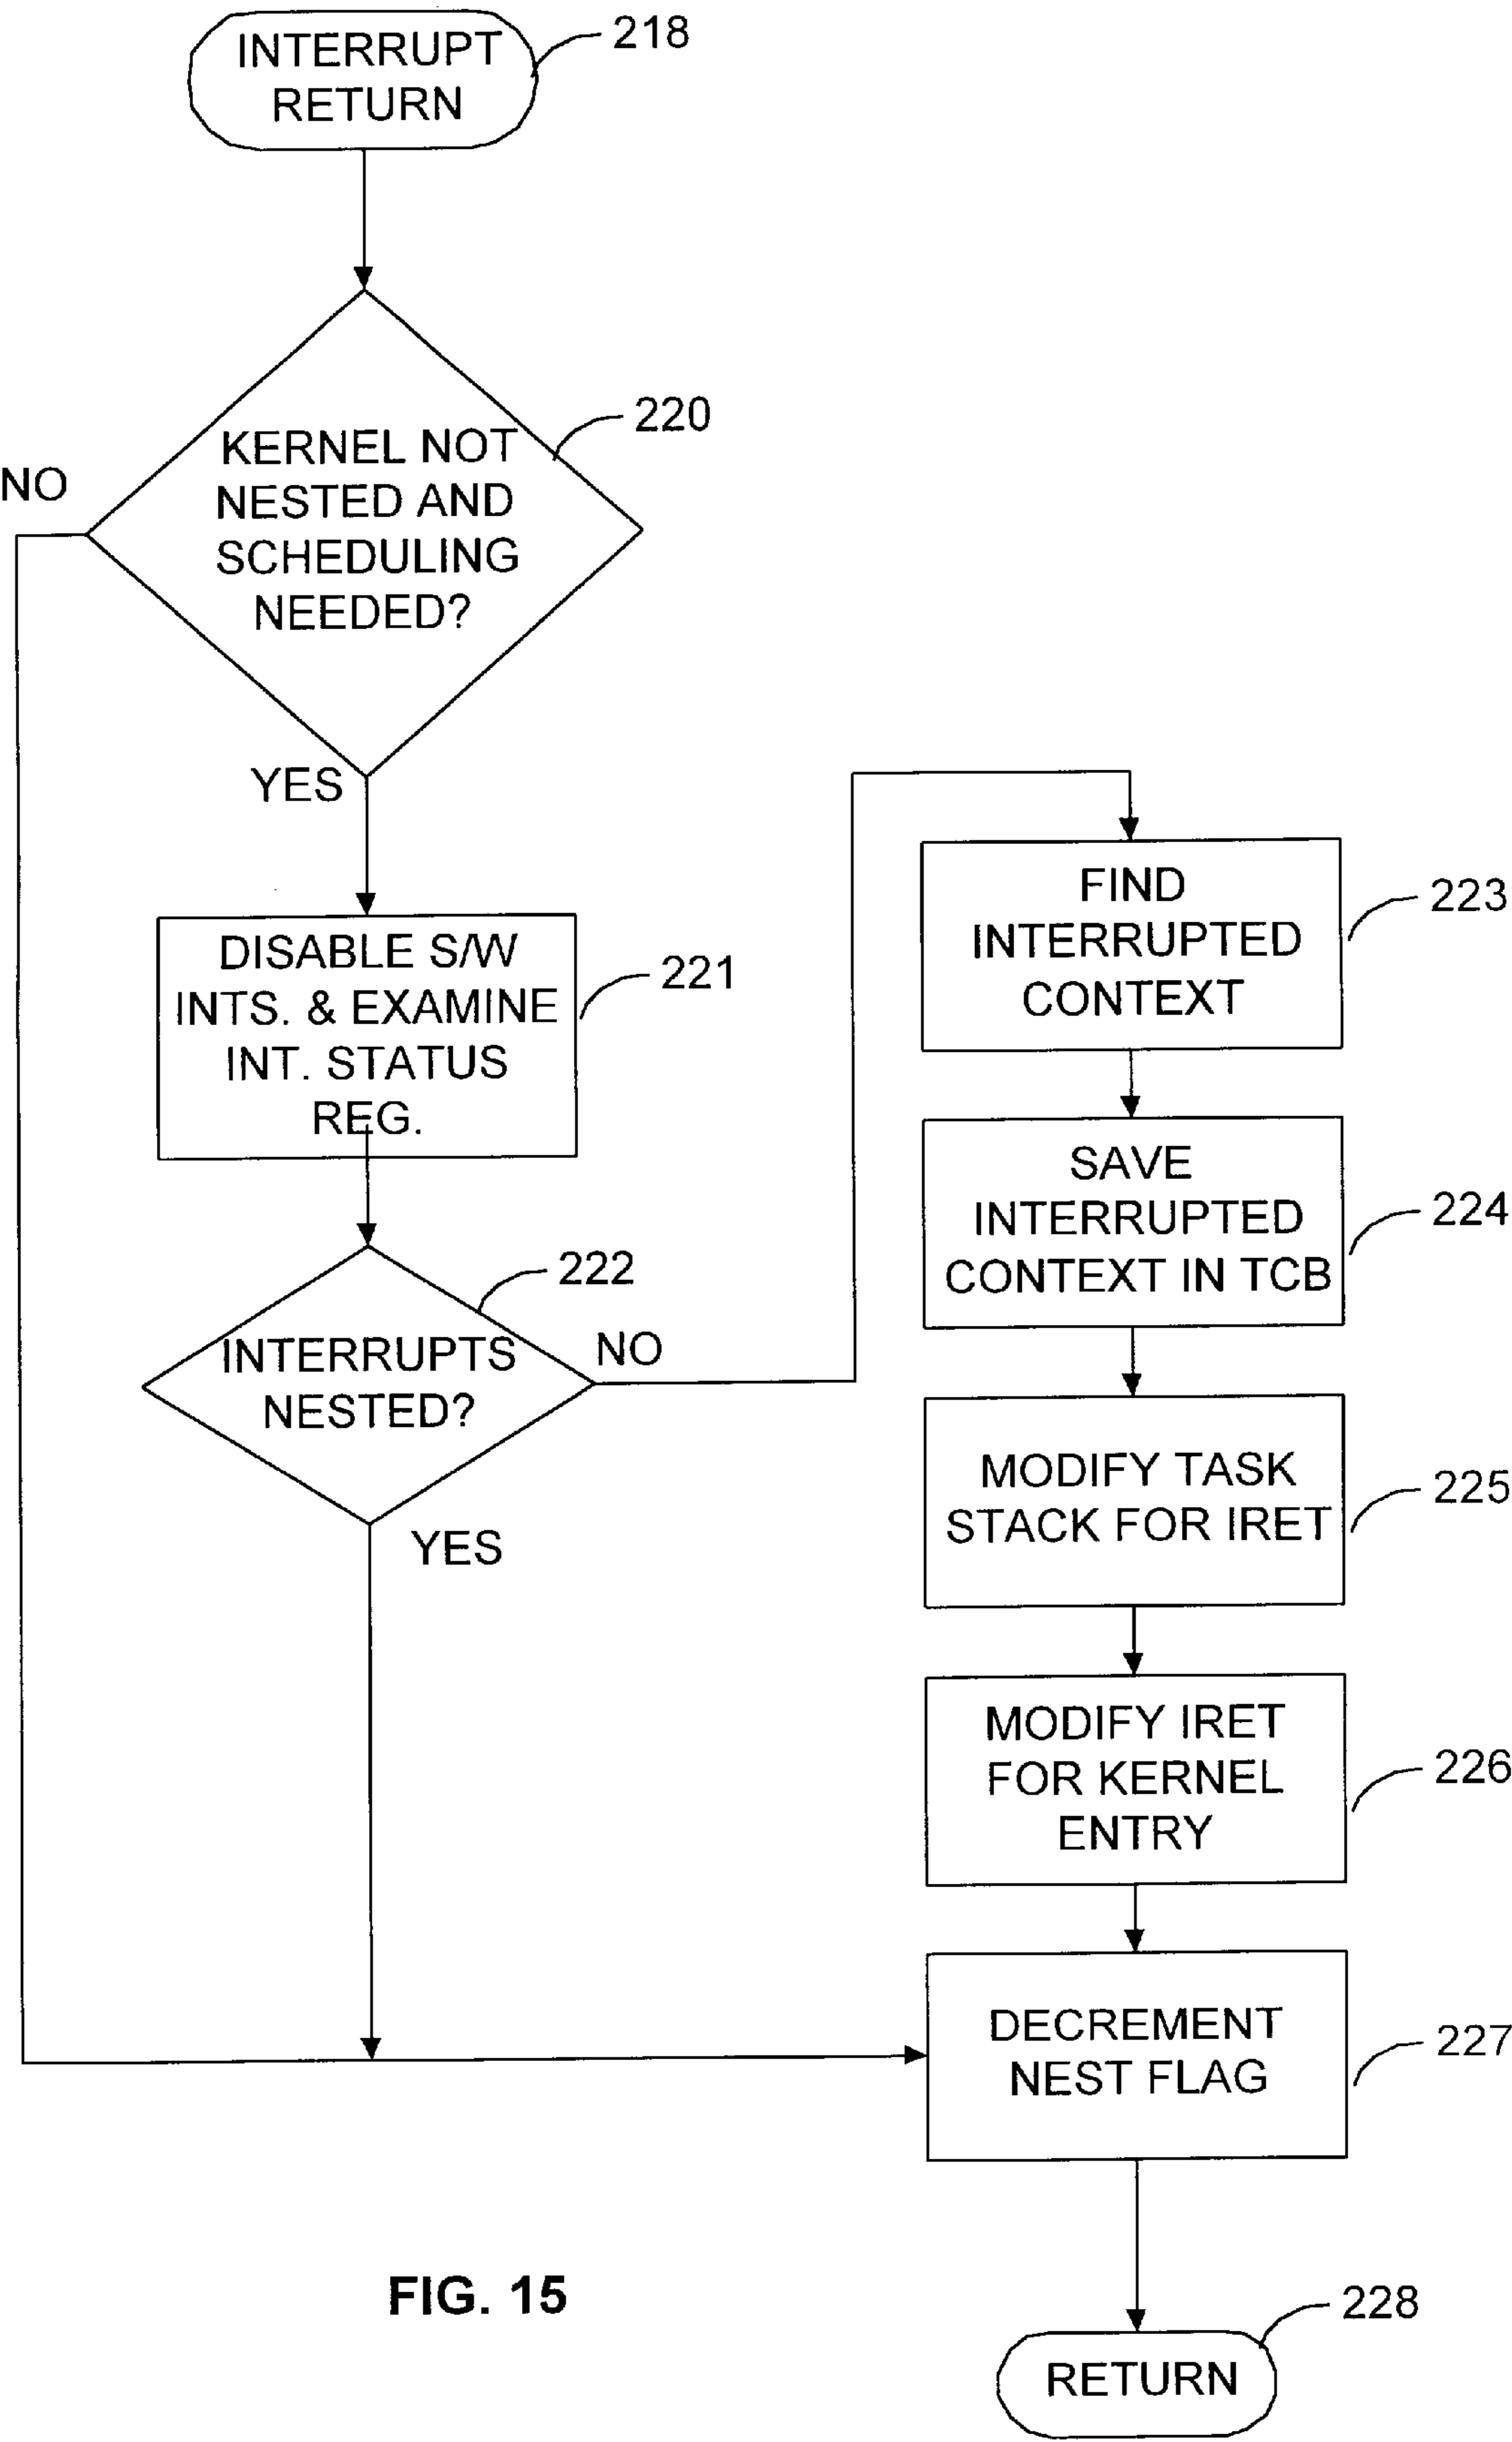 INTERRUPT
RETURN
218
KERNEL NOT
NESTED AND
SCHEDULING
NEEDED?
220
NO
YES
DISABLE S/W
INTS. & EXAMINE
INT. STATUS
REG.
221
INTERRUPTS
NESTED?
222
NO
YES
FIND
INTERRUPTED
CONTEXT
223
SAVE
INTERRUPTED
CONTEXT IN TCB
224
MODIFY TASK
STACK FOR IRET
225
MODIFY IRET
FOR KERNEL
ENTRY
226
DECREMENT
NEST FLAG
227
RETURN
228
FIG. 15